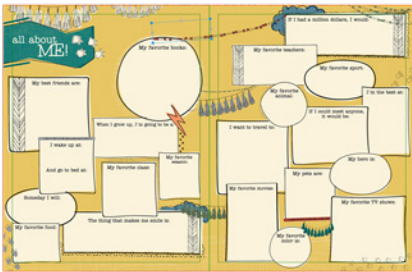 all about
ME!
My favorite books:
My best friends are:
When I grow up, I'm going to be a:
I wake up at:
And go to bed at:
My favorite class:
My favorite
season:
Someday I will:
My favorite food:
The thing that makes me smile is:
If I had a million dollars, I would:
My favorite teachers:
My favorite sport:
My favorite
animal:
I'm the best at:
If I could meet anyone,
it would be:
I want to travel to:
My hero is:
My pets are:
My favorite movies:
My favorite TV shows:
My favorite
color is: